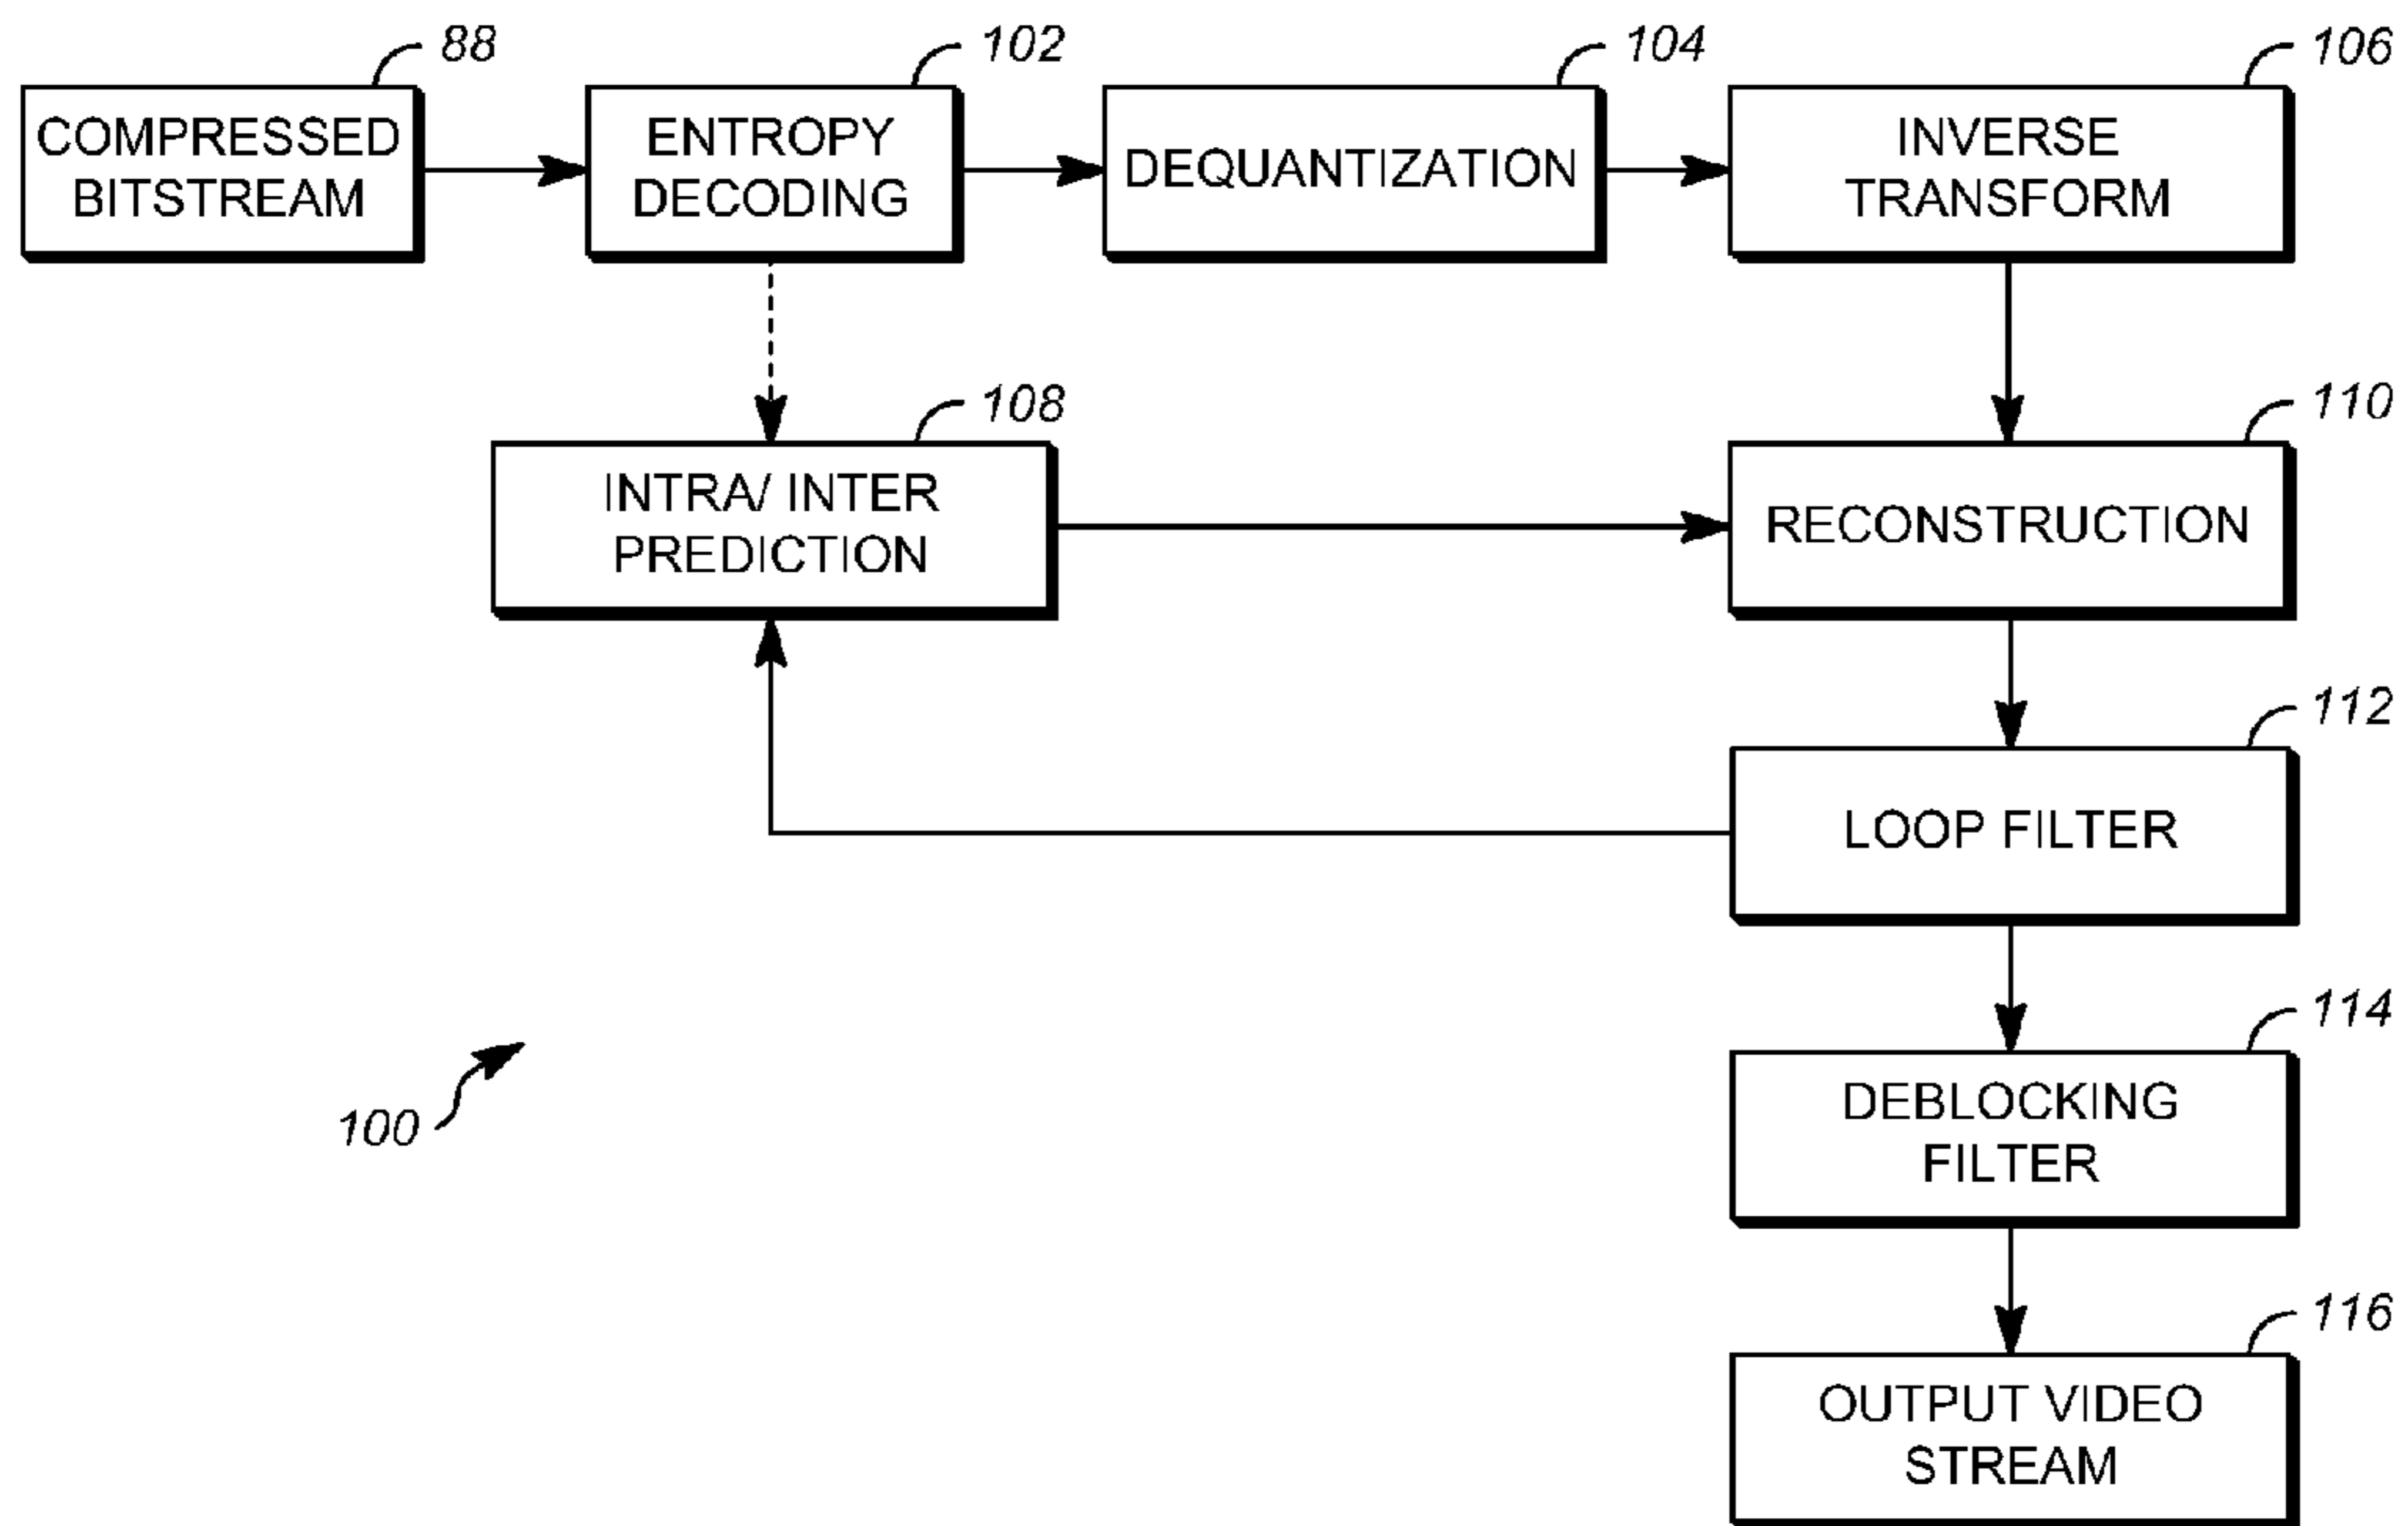 88
102
104
106
COMPRESSED
BITSTREAM
ENTROPY
DECODING
DEQUANTIZATION
INVERSE
TRANSFORM
108
110
INTRA/ INTER
PREDICTION
RECONSTRUCTION
112
LOOP FILTER
114
DEBLOCKING
FILTER
100
116
OUTPUT VIDEO
STREAM